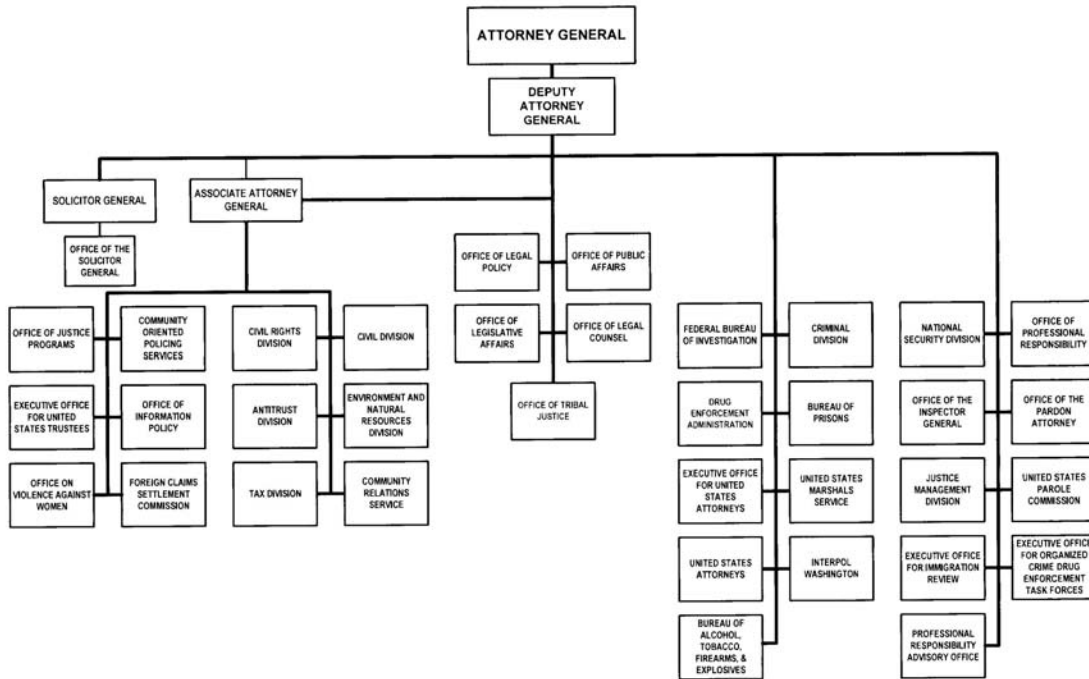 ATTORNEY GENERAL
DEPUTY
ATTORNEY
GENERAL
SOLICITOR GENERAL
ASSOCIATE ATTORNEY
GENERAL
OFFICE OF THE
SOLICITOR
GENERAL
OFFICE OF LEGAL
POLICY
OFFICE OF PUBLIC
AFFAIRS
OFFICE OF
LEGISLATIVE
AFFAIRS
OFFICE OF LEGAL
COUNSEL
OFFICE OF TRIBAL
JUSTICE
OFFICE OF JUSTICE
PROGRAMS
COMMUNITY
ORIENTED
POLICING
SERVICES
EXECUTIVE OFFICE
FOR UNITED
STATES TRUSTEES
OFFICE OF
INFORMATION
POLICY
OFFICE ON
VIOLENCE AGAINST
WOMEN
FOREIGN CLAIMS
SETTLEMENT
COMMISSION
CIVIL RIGHTS
DIVISION
CIVIL DIVISION
ANTITRUST
DIVISION
ENVIRONMENT AND
NATURAL
RESOURCES
DIVISION
TAX DIVISION
COMMUNITY
RELATIONS
SERVICE
FEDERAL BUREAU
OF INVESTIGATION
CRIMINAL
DIVISION
DRUG
ENFORCEMENT
ADMINISTRATION
BUREAU OF
PRISONS
EXECUTIVE OFFICE
FOR UNITED
STATES
ATTORNEYS
UNITED STATES
MARSHALS
SERVICE
UNITED STATES
ATTORNEYS
INTERPOL
WASHINGTON
BUREAU OF
ALCOHOL,
TOBACCO,
FIREARMS, &
EXPLOSIVES
NATIONAL
SECURITY DIVISION
OFFICE OF
PROFESSIONAL
RESPONSIBILITY
OFFICE OF THE
INSPECTOR
GENERAL
OFFICE OF THE
PARDON
ATTORNEY
JUSTICE
MANAGEMENT
DIVISION
UNITED STATES
PAROLE
COMMISSION
EXECUTIVE OFFICE
FOR IMMIGRATION
REVIEW
EXECUTIVE OFFICE
FOR ORGANIZED
CRIME DRUG
ENFORCEMENT
TASK FORCES
PROFESSIONAL
RESPONSIBILITY
ADVISORY OFFICE